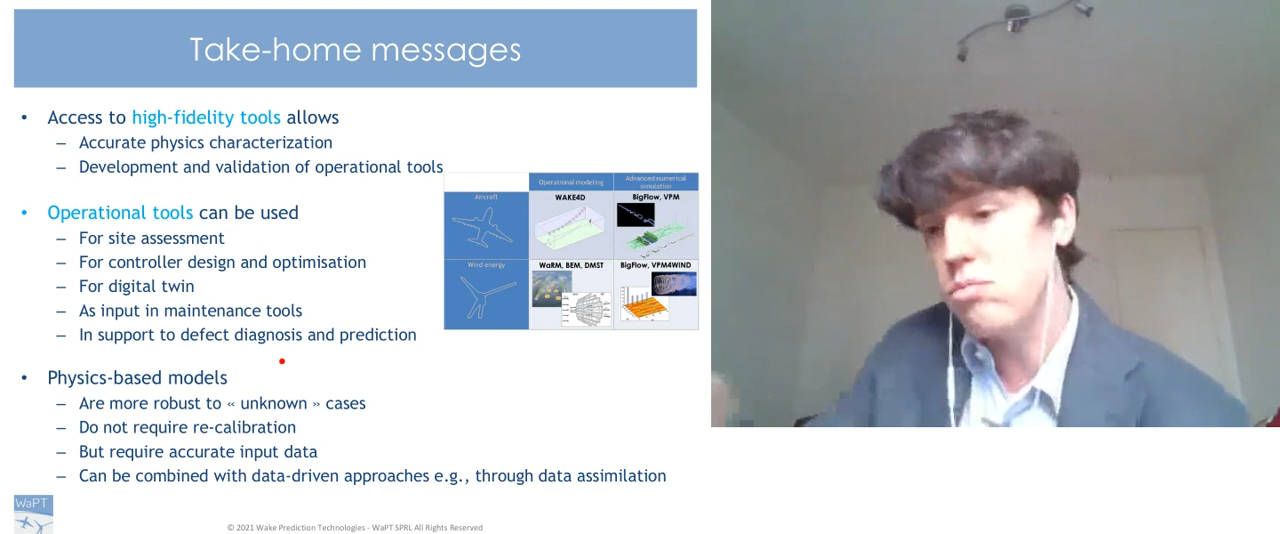 Take-home messages
• Access to high-fidelity tools allows
– Accurate physics characterization
– Development and validation of operational tools
• Operational tools can be used
– For site assessment
– For controller design and optimisation
– For digital twin
– As input in maintenance tools
– In support to defect diagnosis and prediction
Operational modeling
Advanced numerical
simulation
Aircraft
WAKE4D
BigFlow, VPM
Wind energy
WaRM, BEM, DMST
BigFlow, VPM4WIND
• Physics-based models
– Are more robust to « unknown » cases
– Do not require re-calibration
– But require accurate input data
– Can be combined with data-driven approaches e.g., through data assimilation
WaPT
© 2021 Wake Prediction Technologies - WaPT SPRL All Rights Reserved